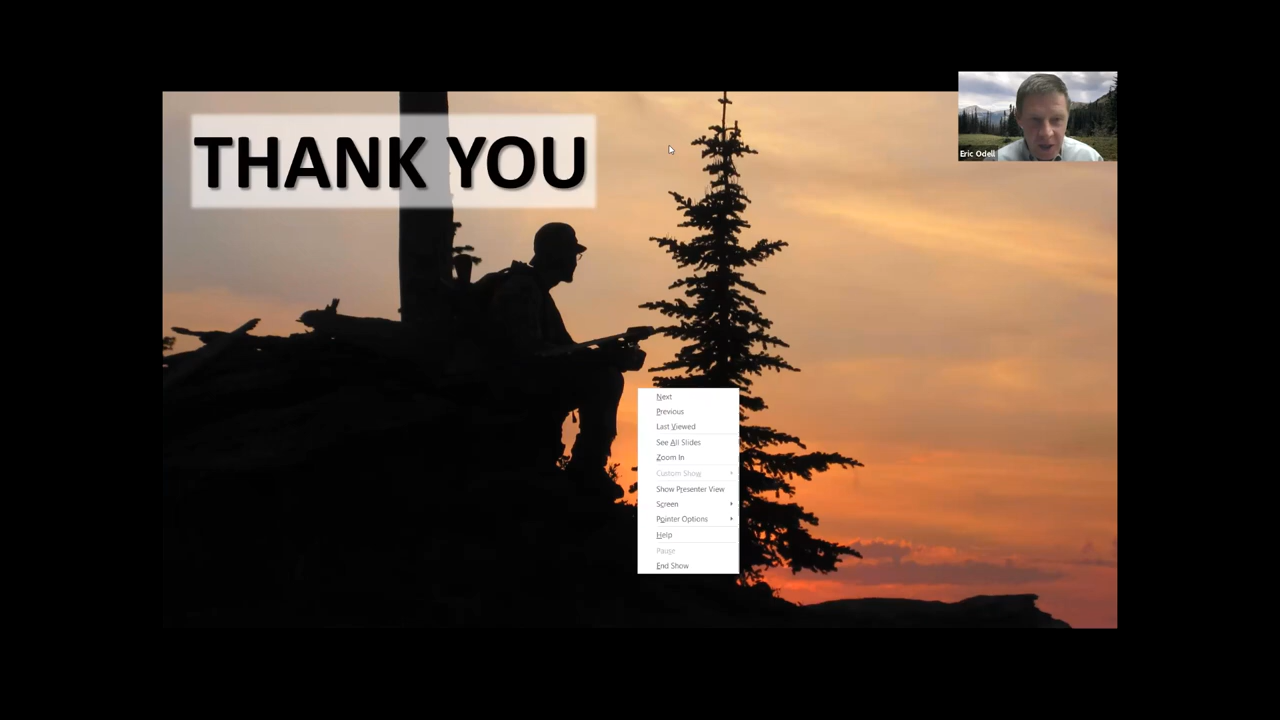 THANK YOU
Eric Odell
Next
Previous
Last Viewed
See All Slides
Zoom In
Custom Show
Show Presenter View
Screen
Pointer Options
Help
Pause
End Show